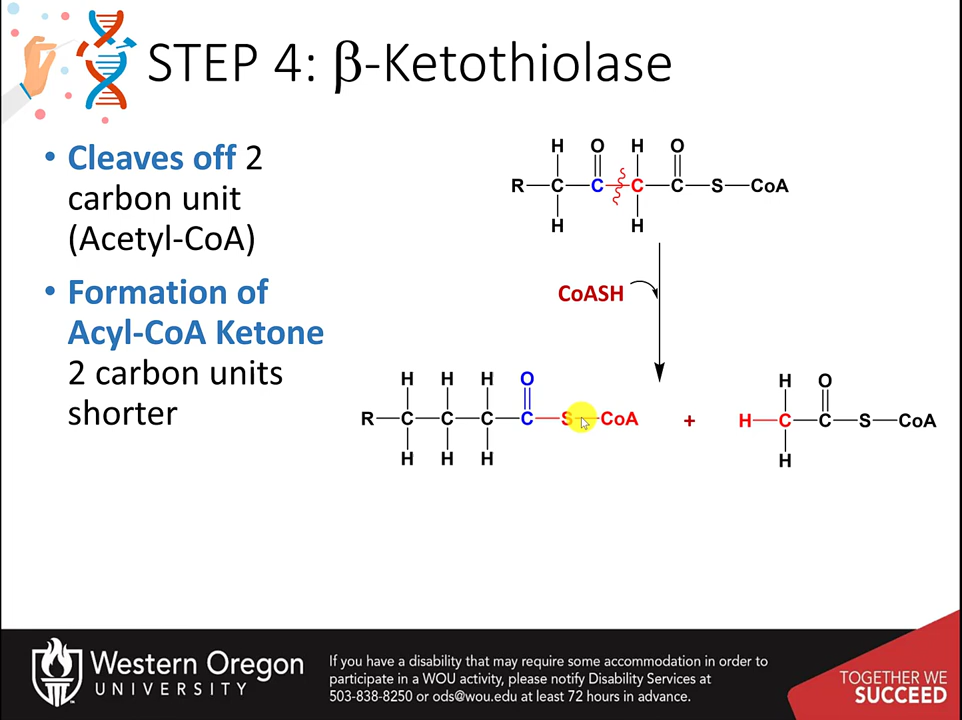 STEP 4: β-Ketothiolase
• Cleaves off 2
carbon unit
(Acetyl-CoA)
• Formation of
Acyl-CoA Ketone
2 carbon units
shorter
H O H O
R C C C C S CoA
H H
CoASH
H H H O
R C C C C S CoA
H H H
+
H O
H C C S CoA
H
Western Oregon
UNIVERSITY
If you have a disability that may require some accommodation in order to
participate in a WOU activity, please notify Disability Services at
503-838-8250 or ods@wou.edu at least 72 hours in advance.
TOGETHER WE
SUCCEED